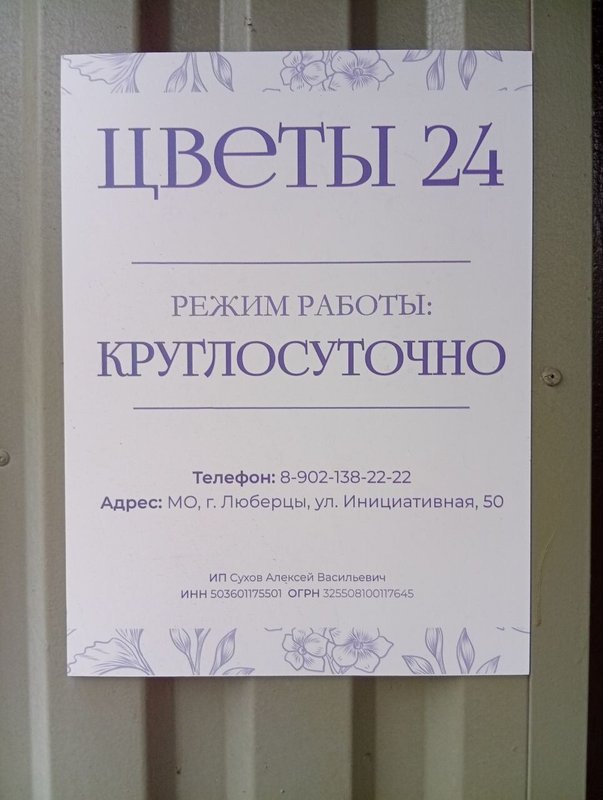 ЦВЕТЫ 24
РЕЖИМ РАБОТЫ:
КРУГЛОСУТОЧНО
Телефон: 8-902-138-22-22
Адрес: МО, г. Люберцы, ул. Инициативная, 50
ИП Сухов Алексей Васильевич
ИНН 503601175501 ОГРН 325508100117645